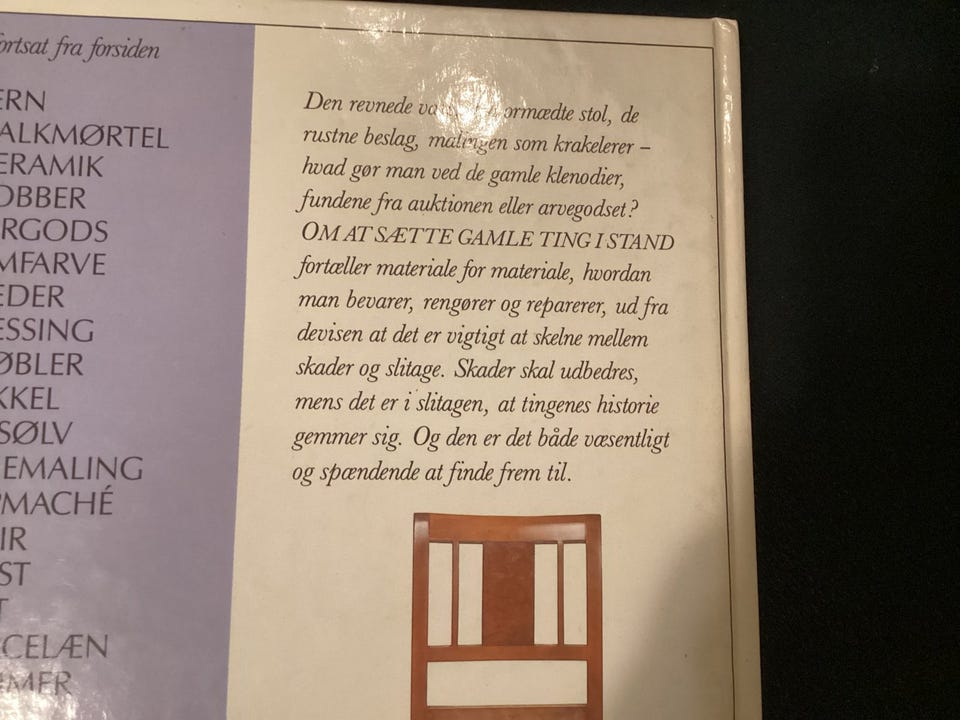 ortsat fra forsiden
ERN
ALKMØRTEL
ERAMIK
OBBER
RGODS
MFARVE
EDER
ESSING
ØBLER
KKEL
SØLV
EMALING
PMACHÉ
IR
ST
T
CELÆN
MER
Den revnede ormædte stol, de
rustne beslag, malingen som krakelerer –
hvad gør man ved de gamle klenodier,
fundene fra auktionen eller arvegodset?
OM AT SÆTTE GAMLE TING I STAND
fortæller materiale for materiale, hvordan
man bevarer, rengører og reparerer, ud fra
devisen at det er vigtigt at skelne mellem
skader og slitage. Skader skal udbedres,
mens det er i slitagen, at tingenes historie
gemmer sig. Og den er det både væsentligt
og spændende at finde frem til.